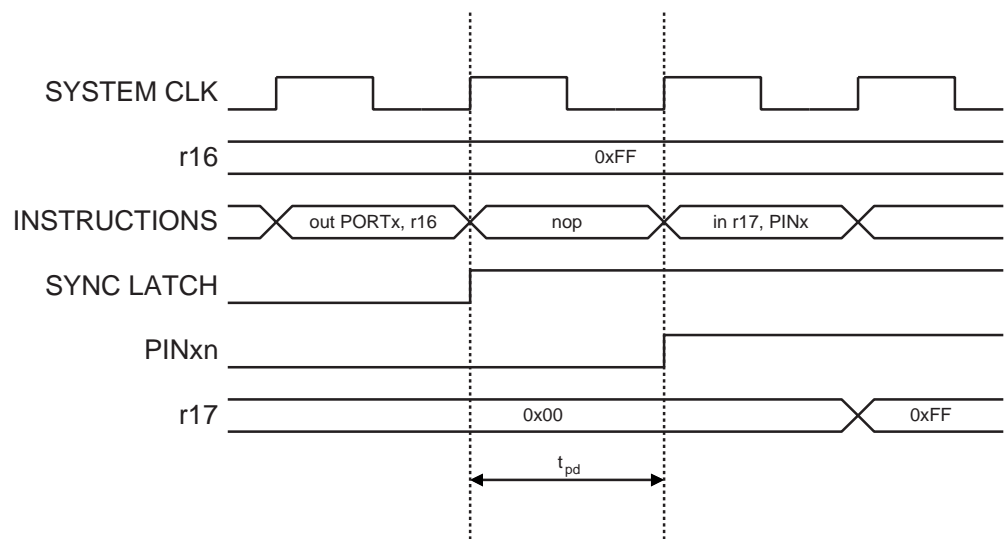 SYSTEM CLK
r16
0xFF
INSTRUCTIONS
out PORTx, r16
nop
in r17, PINx
SYNC LATCH
PINxn
r17
0x00
0xFF
tpd